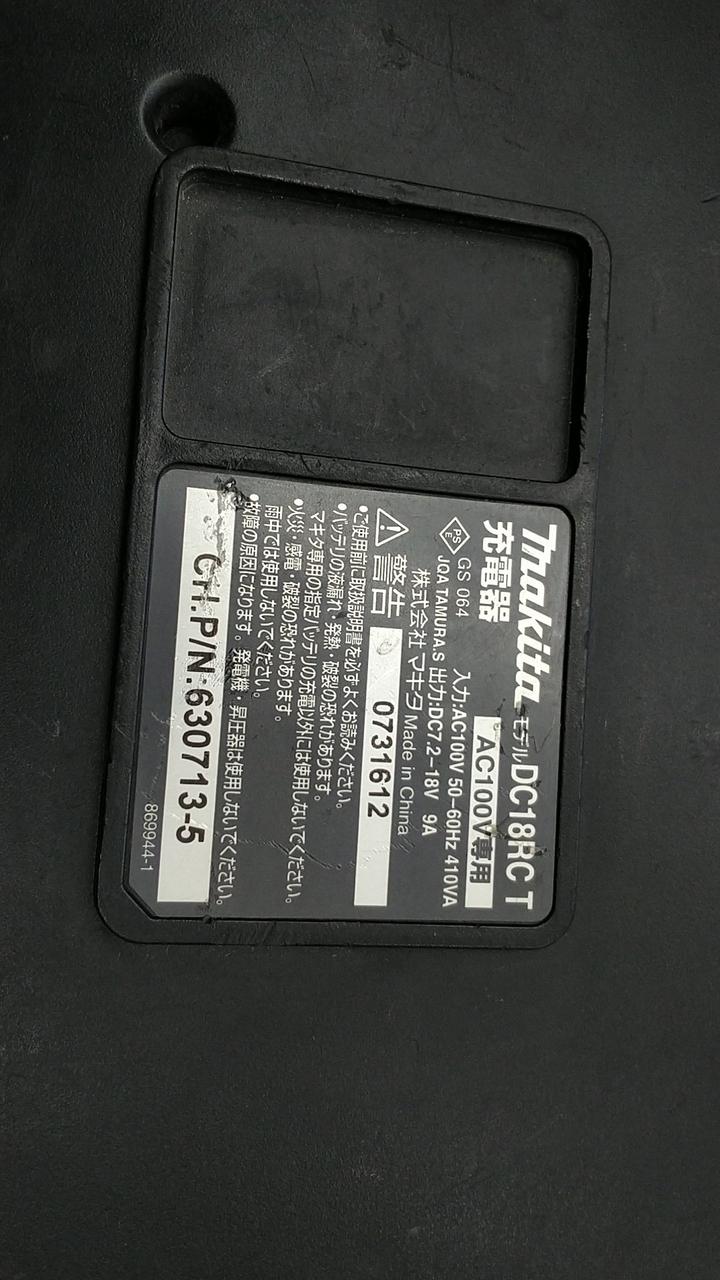 makita モデル DC18RC T
充電器 AC100V専用
入力:AC100V 50-60Hz 410VA
PSE GS 064
JQA TAMURA.S 出力:DC7.2-18V 9A
株式会社 マキタ Made in China
警告 0731612
•ご使用前に取扱説明書を必ずよくお読みください。
•バッテリの液漏れ・発熱・破裂の恐れがあります。
マキタ専用の指定バッテリの充電以外には使用しないでください。
•火災・感電・破裂の恐れがあります。
雨中では使用しないでください。
•故障の原因になります。発電機・昇圧器は使用しないでください。
CH.P/N:630713-5
869944-1